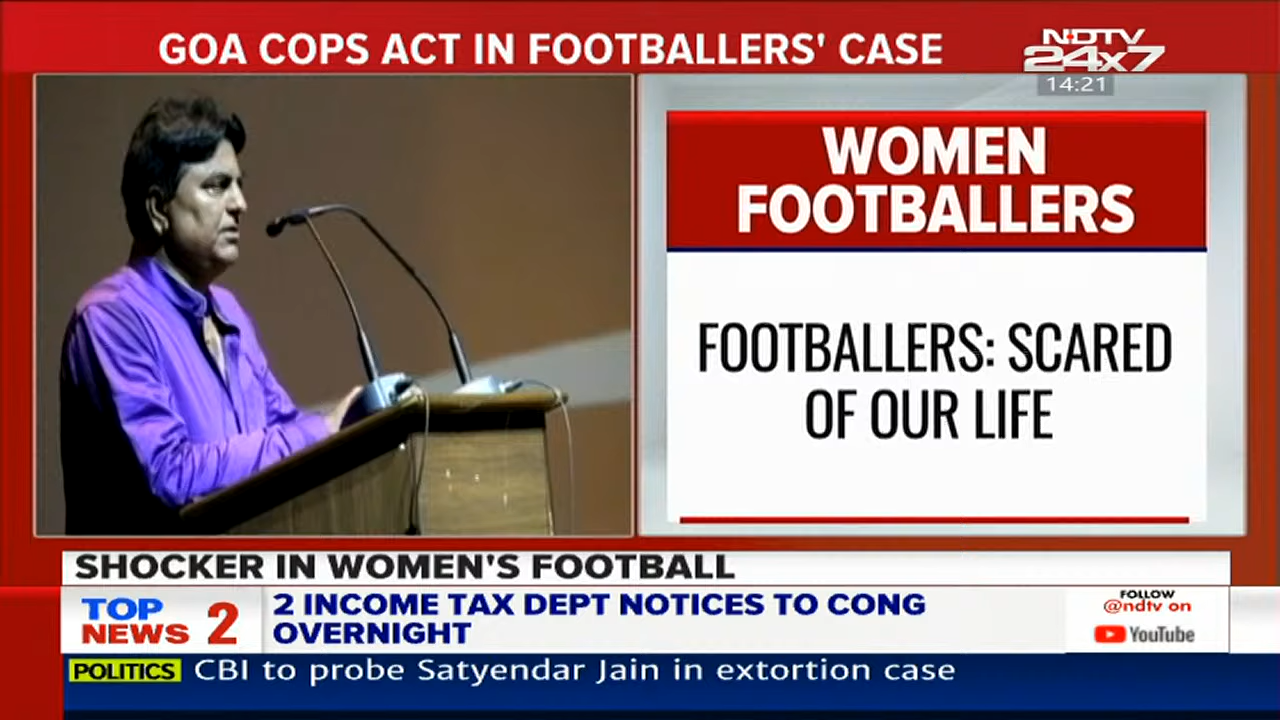 GOA COPS ACT IN FOOTBALLERS' CASE
NDTV
24x7
14:21
WOMEN
FOOTBALLERS
FOOTBALLERS: SCARED
OF OUR LIFE
SHOCKER IN WOMEN'S FOOTBALL
TOP
NEWS 2
2 INCOME TAX DEPT NOTICES TO CONG
OVERNIGHT
FOLLOW
@ndtv on
YouTube
POLITICS CBI to probe Satyendar Jain in extortion case